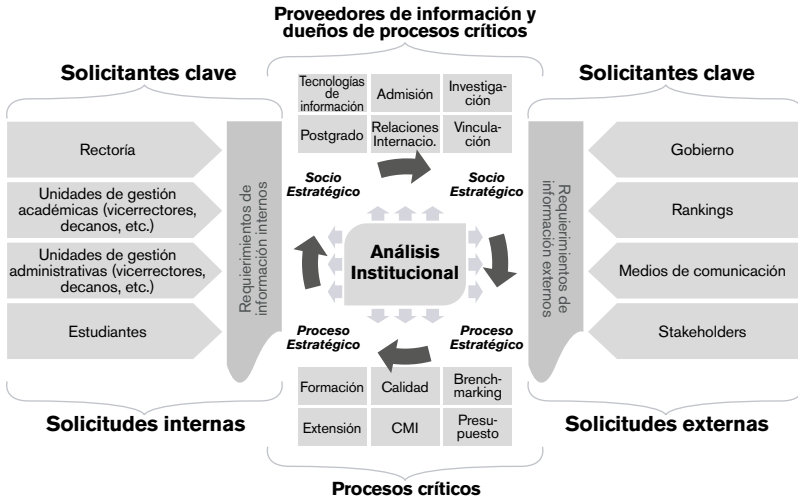 Proveedores de información y
dueños de procesos críticos
Solicitantes clave
Rectoría
Unidades de gestión
académicas (vicerrectores,
decanos, etc.)
Unidades de gestión
administrativas (vicerrectores,
decanos, etc.)
Estudiantes
Solicitudes internas
Requierimientos de
información internos
Tecnologías
de
información
Admisión
Investiga-
ción
Postgrado
Relaciones
Internacio.
Vincula-
ción
Socio
Estratégico
Socio
Estratégico
Análisis
Institucional
Proceso
Estratégico
Proceso
Estratégico
Formación
Calidad
Brench-
marking
Extensión
CMI
Presu-
puesto
Procesos críticos
Requierimientos de
información externos
Solicitantes clave
Gobierno
Rankings
Medios de comunicación
Stakeholders
Solicitudes externas